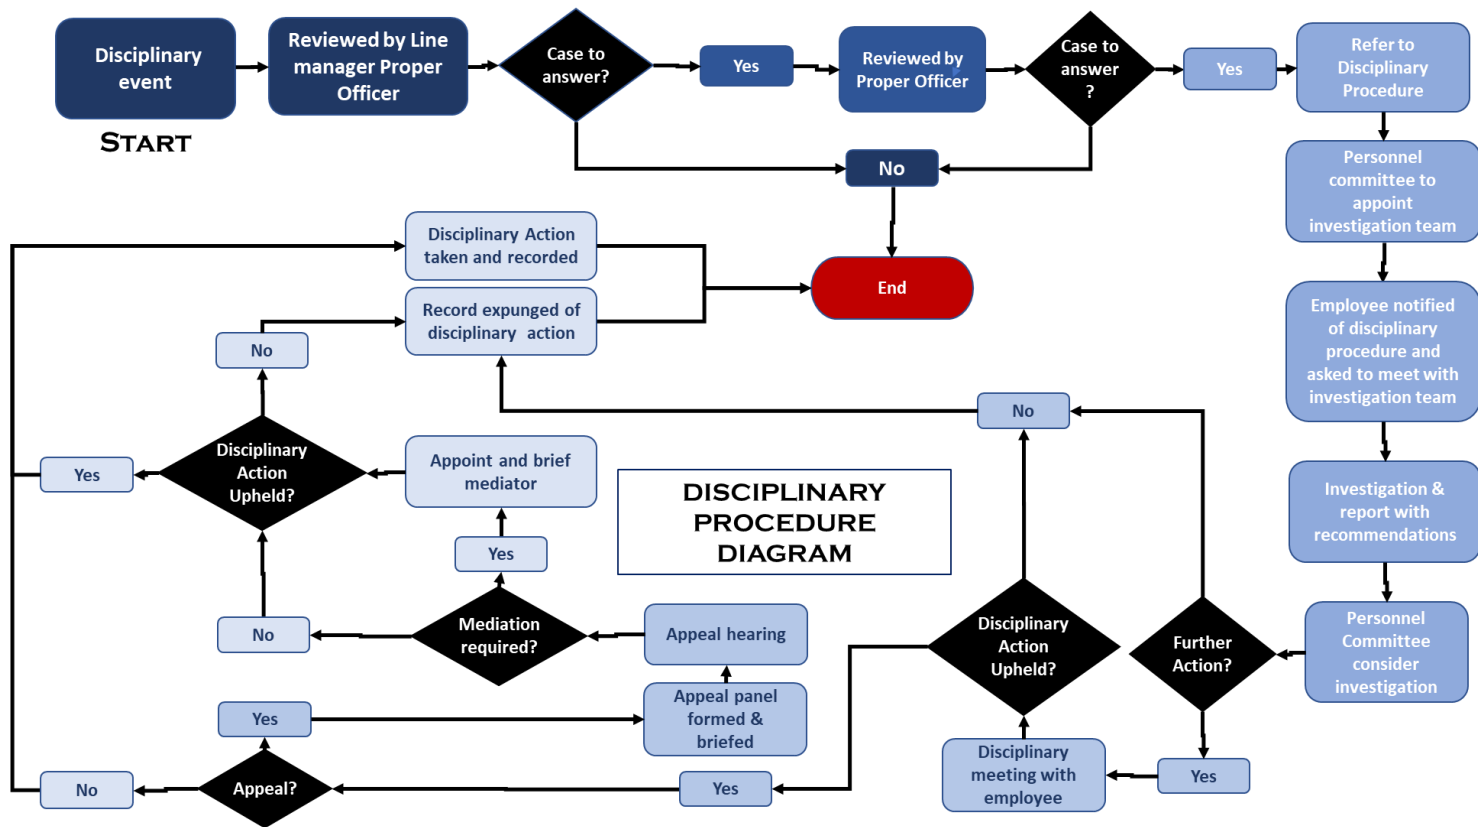 Disciplinary
event
START
Reviewed by Line
manager Proper
Officer
Case to
answer?
Yes
Reviewed by
Proper Officer
Case to
answer
?
Yes
Refer to
Disciplinary
Procedure
No
Personnel
committee to
appoint
investigation team
Disciplinary Action
taken and recorded
End
Record expunged of
disciplinary action
Employee notified
of disciplinary
procedure and
asked to meet with
investigation team
No
No
Disciplinary
Action
Upheld?
Yes
Appoint and brief
mediator
DISCIPLINARY
PROCEDURE
DIAGRAM
Investigation &
report with
recommendations
Yes
No
Mediation
required?
Appeal hearing
Disciplinary
Action
Upheld?
Further
Action?
Personnel
Committee
consider
investigation
Yes
Appeal panel
formed &
briefed
No
Appeal?
Yes
Disciplinary
meeting with
employee
Yes